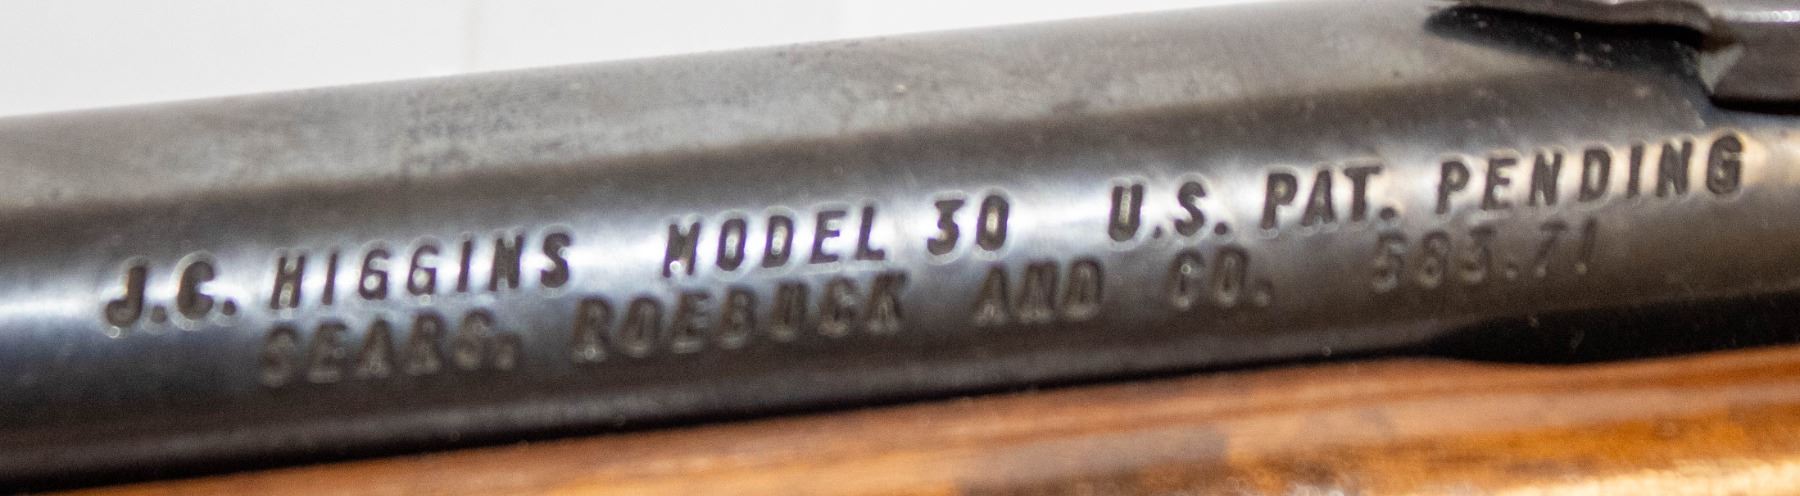 J.C. HIGGINS MODEL 30 U.S. PAT. PENDING
SEARS, ROEBUCK AND CO. 583.71